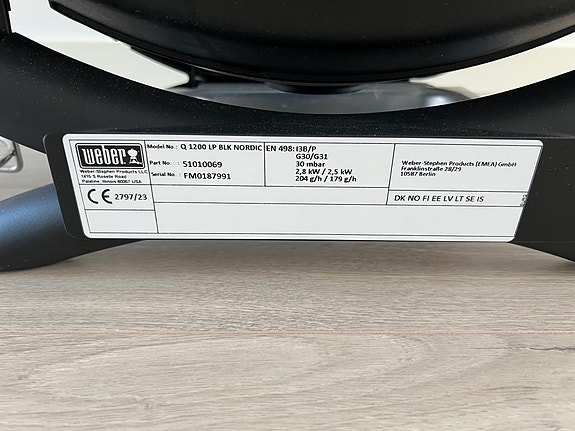 weber
Weber-Stephen Products LLC
1415 S Roselle Road
Palatine, Illinois 60067 USA
Model No.: Q 1200 LP BLK NORDIC
Part No : 51010069
Serial No.: FM0187991
EN 498: I3B/P
G30/G31
30 mbar
2,8 kW / 2,5 kW
204 g/h / 179 g/h
Weber-Stephen Products (EMEA) GmbH
Franklinstraße 28/29
10587 Berlin
CE 2797/23
DK NO FI EE LV LT SE IS